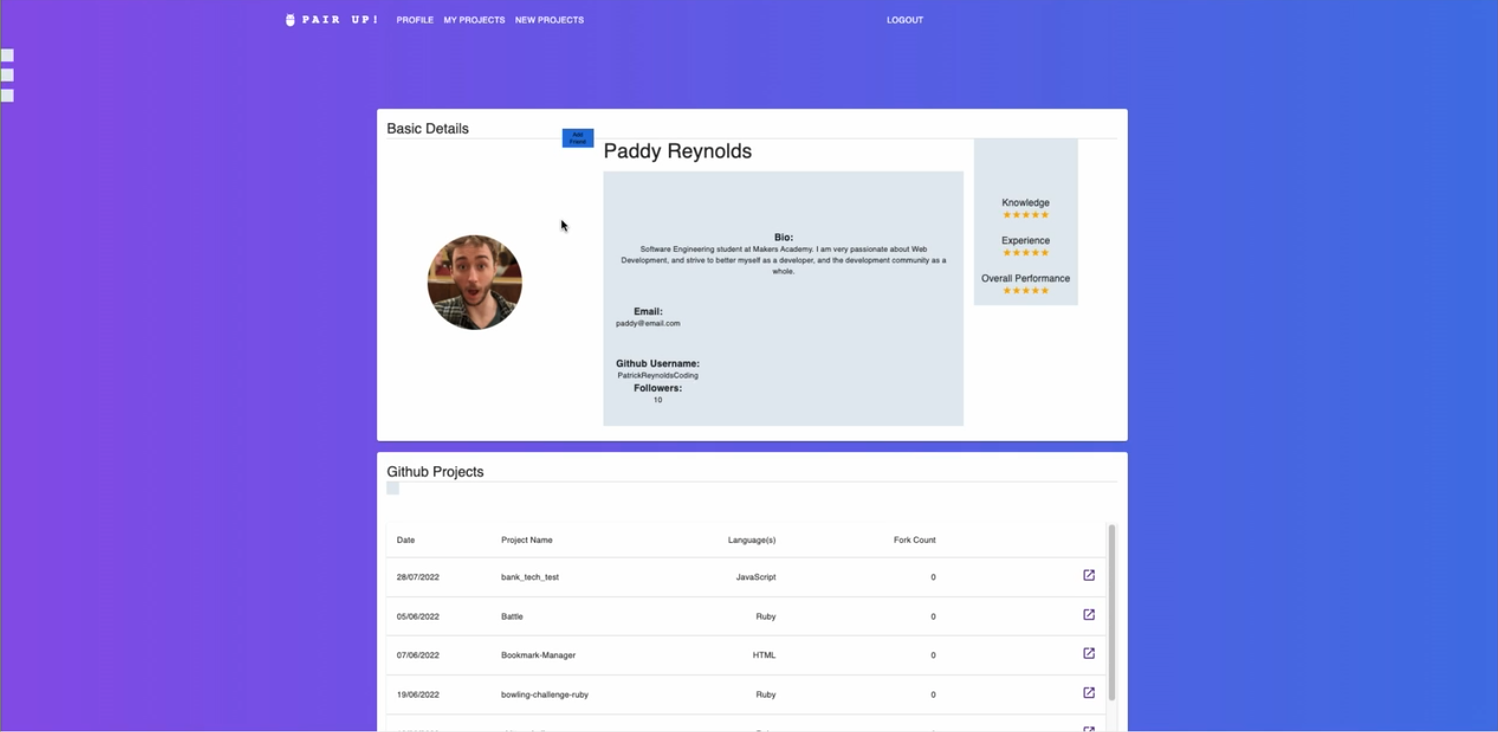 PAIR UP! PROFILE MY PROJECTS NEW PROJECTS LOGOUT
Basic Details
Add
Friend
Paddy Reynolds
Bio:
Software Engineering student at Makers Academy. I am very passionate about Web
Development, and strive to better myself as a developer, and the development community as a
whole.
Email:
paddy@email.com
Github Username:
PatrickReynoldsCoding
Followers:
10
Knowledge
★★★★★
Experience
★★★★★
Overall Performance
★★★★★
Github Projects
Date Project Name Language(s) Fork Count
28/07/2022 bank_tech_test JavaScript 0
05/06/2022 Battle Ruby 0
07/06/2022 Bookmark-Manager HTML 0
19/06/2022 bowling-challenge-ruby Ruby 0